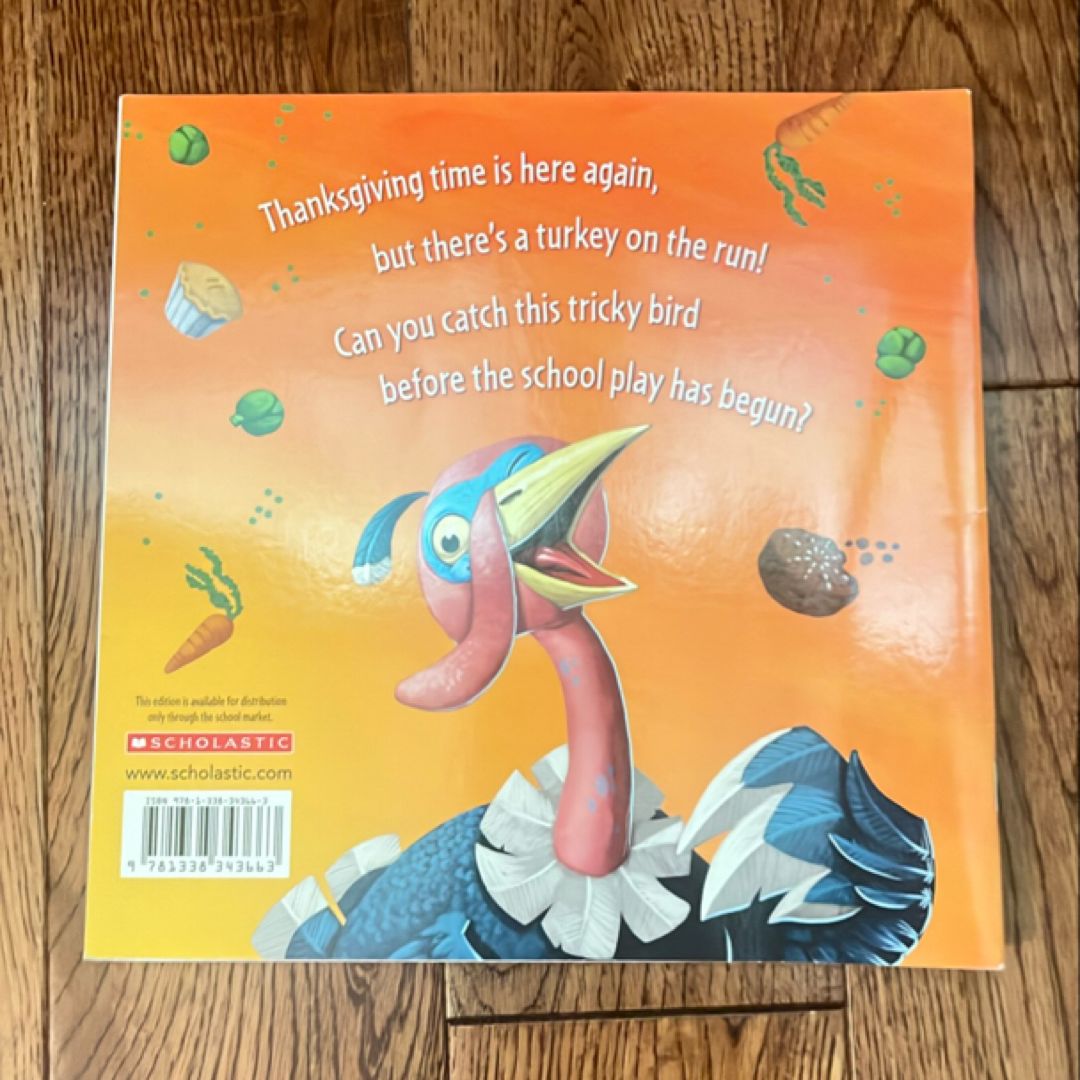 Thanksgiving time is here again,
but there's a turkey on the run!
Can you catch this tricky bird
before the school play has begun?
This edition is available for distribution
only through the school market.
SCHOLASTIC
www.scholastic.com
ISBN 978-1-338-34366-3
9 781338 343663